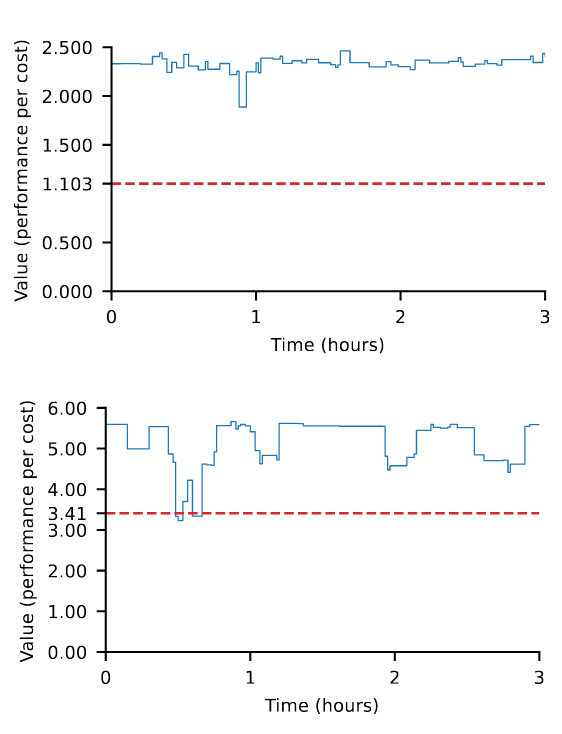 Value (performance per cost)
2.500
2.000
1.500
1.103
0.500
0.000
0 1 2 3
Time (hours)
Value (performance per cost)
6.00
5.00
4.00
3.41
3.00
2.00
1.00
0.00
0 1 2 3
Time (hours)